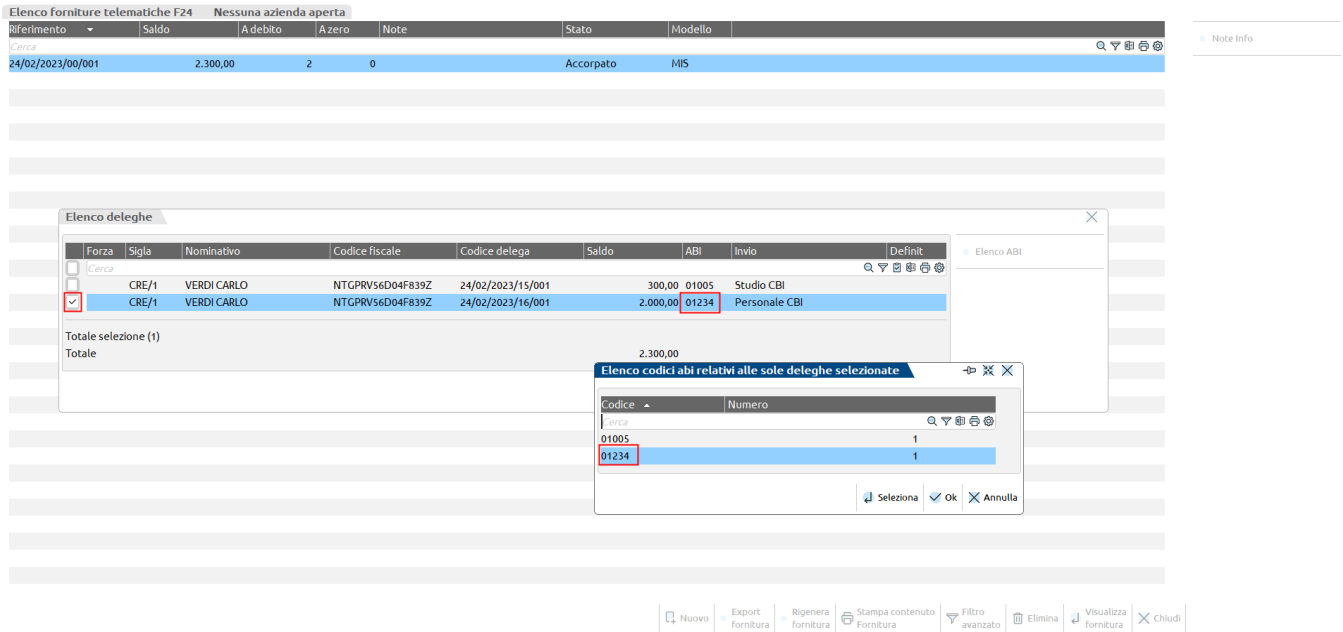 Elenco forniture telematiche F24 Nessuna azienda aperta
Riferimento Saldo A debito A zero Note Stato Modello
Cerca
24/02/2023/00/001 2.300,00 2 0 Accorpato MIS
Note Info
Elenco deleghe
Forza Sigla Nominativo Codice fiscale Codice delega Saldo ABI Invio Definit
Elenco ABI
Cerca
CRE/1 VERDI CARLO NTGPRV56D04F839Z 24/02/2023/15/001 300,00 01005 Studio CBI
CRE/1 VERDI CARLO NTGPRV56D04F839Z 24/02/2023/16/001 2.000,00 01234 Personale CBI
Totale selezione (1)
Totale 2.300,00
Elenco codici abi relativi alle sole deleghe selezionate
Codice Numero
Cerca
01005 1
01234 1
Seleziona Ok Annulla
Nuovo Export fornitura Rigenera fornitura Stampa contenuto Fornitura Filtro avanzato Elimina Visualizza fornitura Chiudi